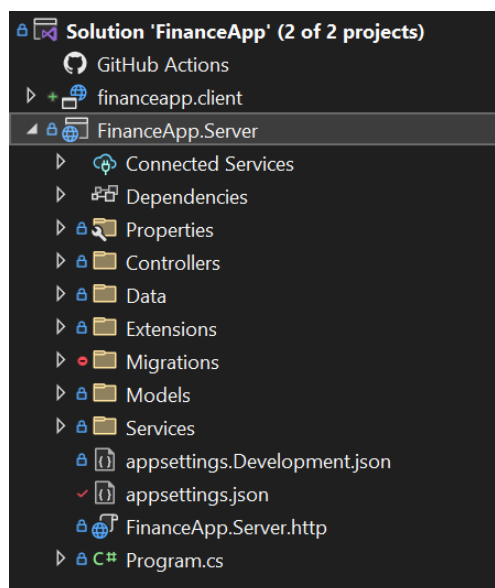 Solution 'FinanceApp' (2 of 2 projects)
GitHub Actions
financeapp.client
FinanceApp.Server
Connected Services
Dependencies
Properties
Controllers
Data
Extensions
Migrations
Models
Services
appsettings.Development.json
appsettings.json
FinanceApp.Server.http
C# Program.cs